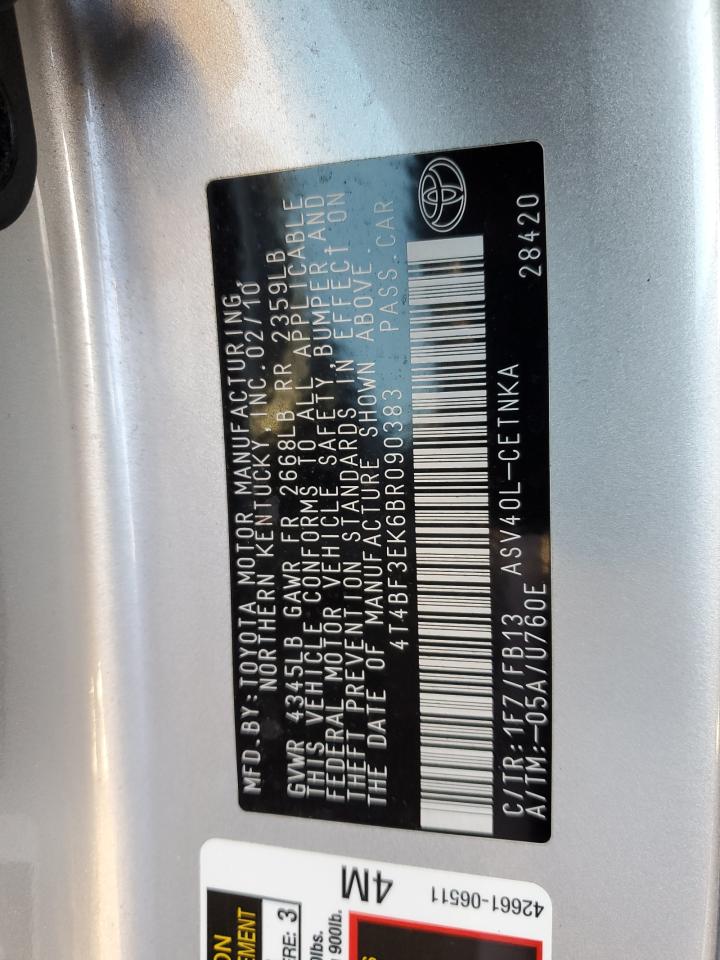 MFD.BY:TOYOTA MOTOR MANUFACTURING,
NORTHERN KENTUCKY, INC.02/10
GVWR 4345LB GAWR FR 2668LB RR 2359LB
THIS VEHICLE CONFORMS TO ALL APPLICABLE
FEDERAL MOTOR VEHICLE SAFETY, BUMPER AND
THEFT PREVENTION STANDARDS IN EFFECT ON
THE DATE OF MANUFACTURE SHOWN ABOVE.
4T4BF3EK6BR090383 PASS.CAR
C/TR:1F7/FB13 ASV40L-CETNKA 28420
A/TM:-05A/U760E
4M
42661-06511
3
900lbs.